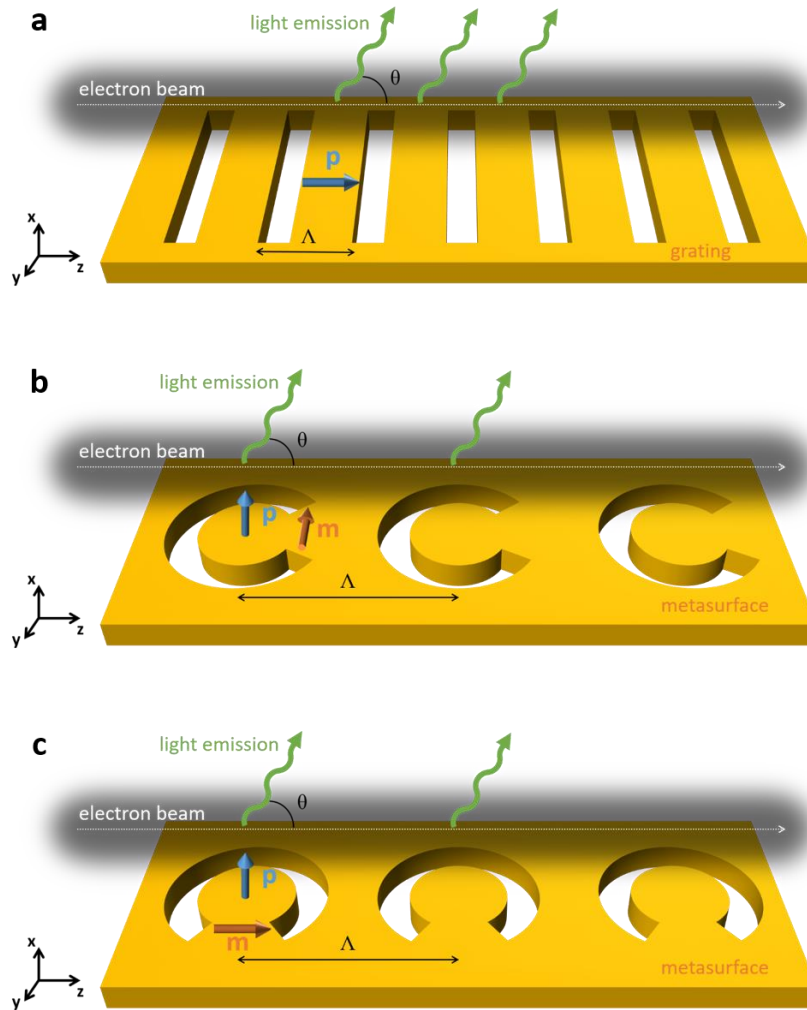 a
light emission
θ
electron beam
p
Λ
x
y
z
grating
b
light emission
θ
electron beam
p
m
Λ
x
y
z
metasurface
c
light emission
θ
electron beam
p
m
Λ
x
y
z
metasurface